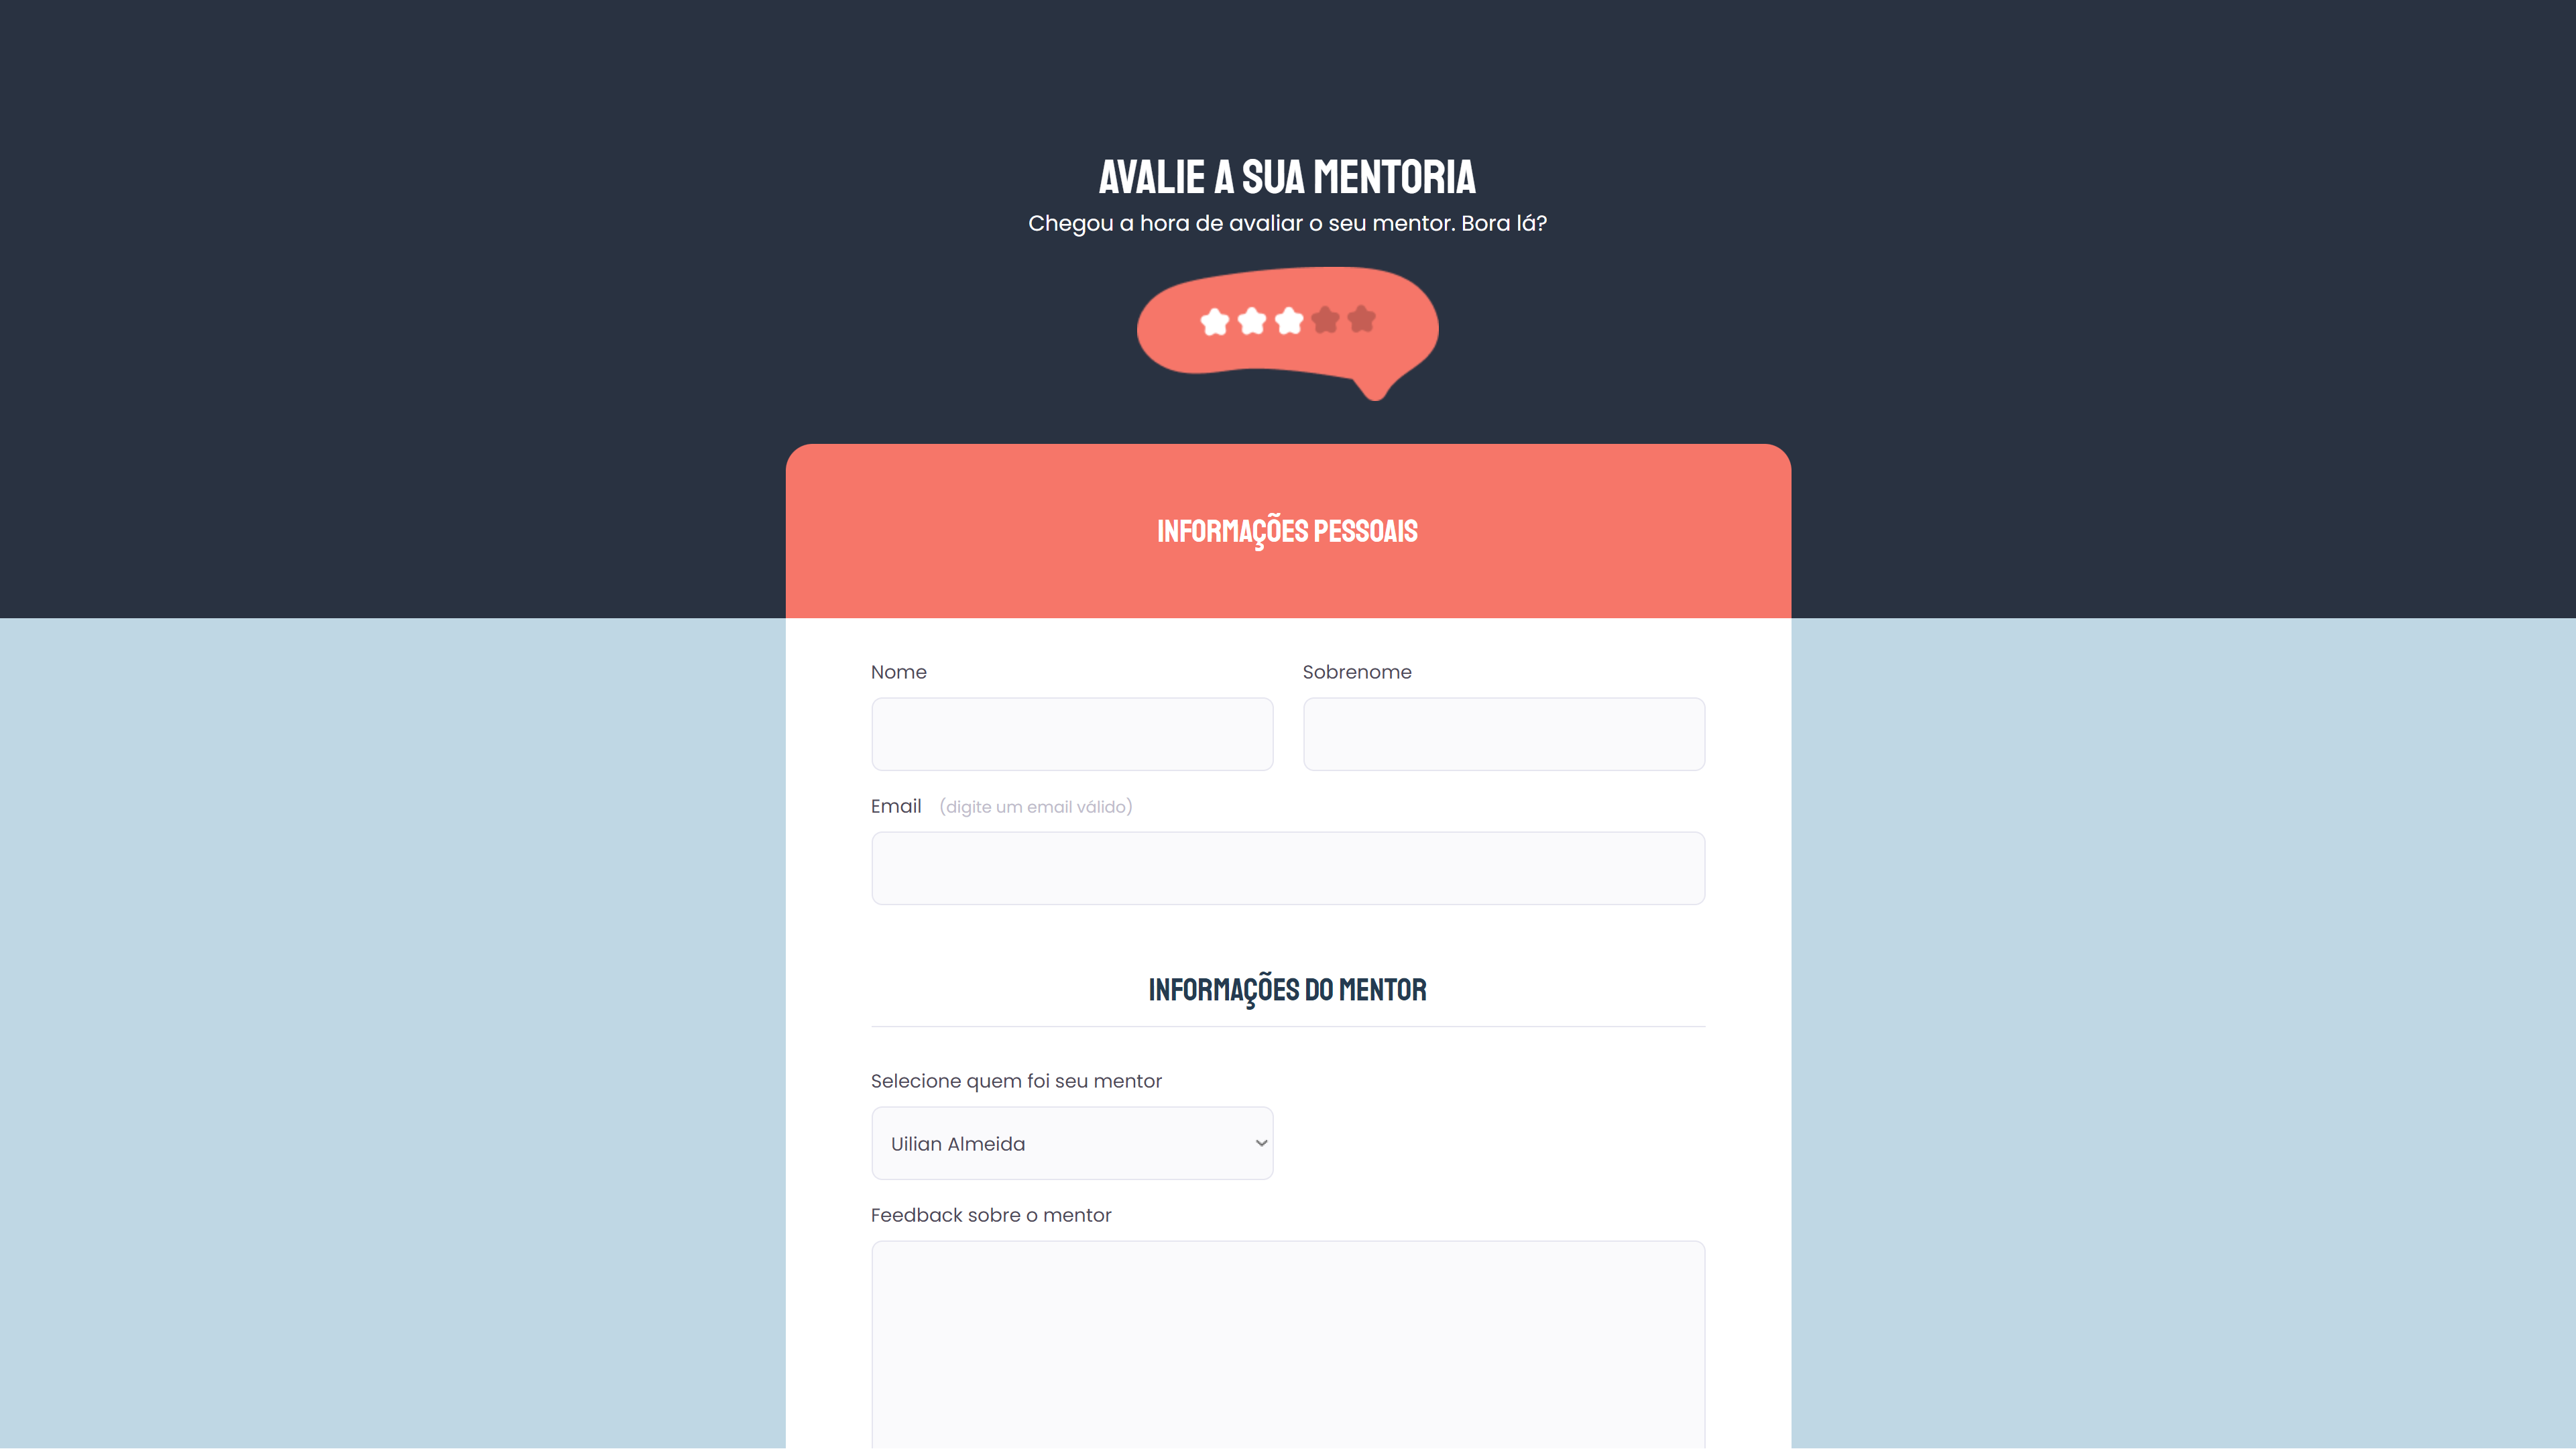 AVALIE A SUA MENTORIA
Chegou a hora de avaliar o seu mentor. Bora lá?
INFORMAÇÕES PESSOAIS
Nome
Sobrenome
Email (digite um email válido)
INFORMAÇÕES DO MENTOR
Selecione quem foi seu mentor
Uilian Almeida
Feedback sobre o mentor